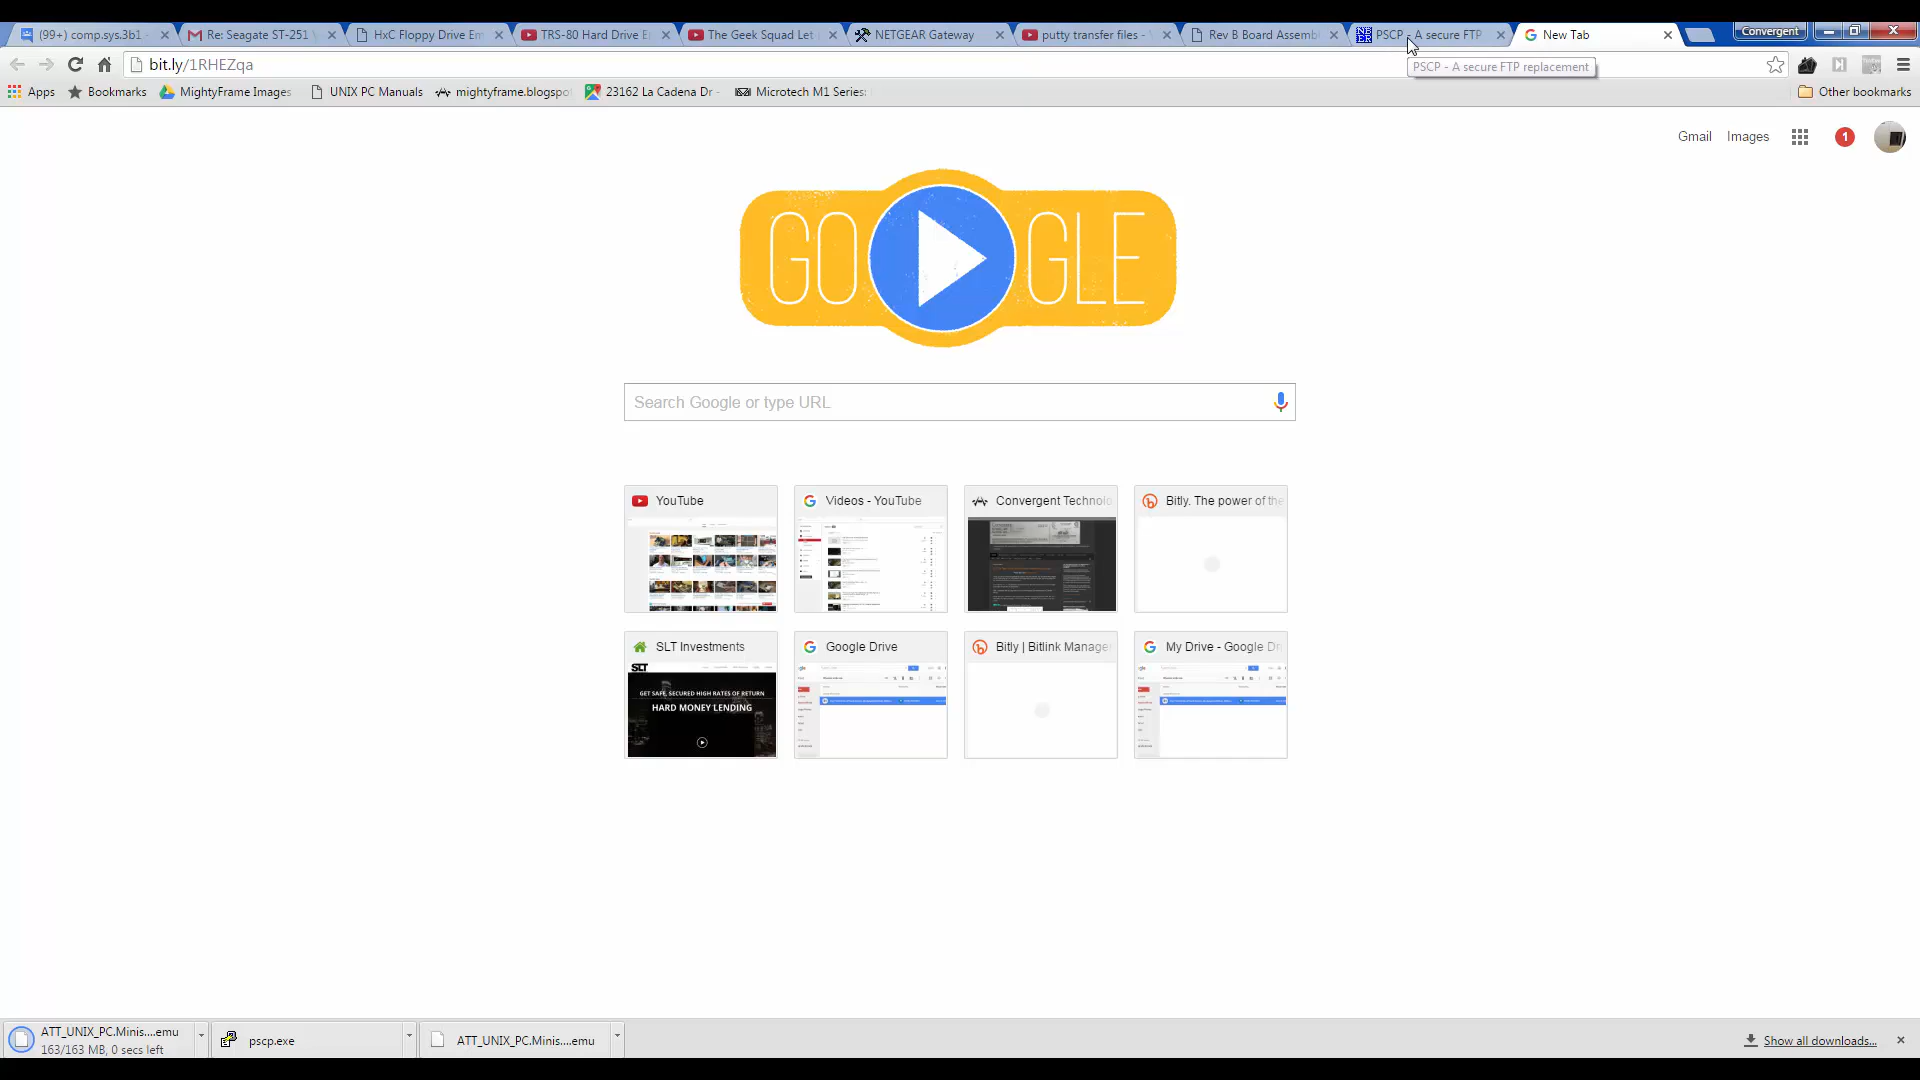 (99+) comp.sys.3b1 -
Re: Seagate ST-251
HxC Floppy Drive Em
TRS-80 Hard Drive E
The Geek Squad Let
NETGEAR Gateway
putty transfer files -
Rev B Board Assemb
PSCP - A secure FTP
New Tab
Convergent
bit.ly/1RHEZqa
PSCP - A secure FTP replacement
Apps
Bookmarks
MightyFrame Images
UNIX PC Manuals
mightyframe.blogspo
23162 La Cadena Dr -
Microtech M1 Series:
Other bookmarks
Gmail
Images
1
GO GLE
Search Google or type URL
YouTube
Videos - YouTube
Convergent Technolo
Bitly. The power of the
SLT Investments
Google Drive
Bitly | Bitlink Manage
My Drive - Google Dr
SLT
GET SAFE, SECURED HIGH RATES OF RETURN
HARD MONEY LENDING
ATT_UNIX_PC.Minis....emu
163/163 MB, 0 secs left
pscp.exe
ATT_UNIX_PC.Minis....emu
Show all downloads...